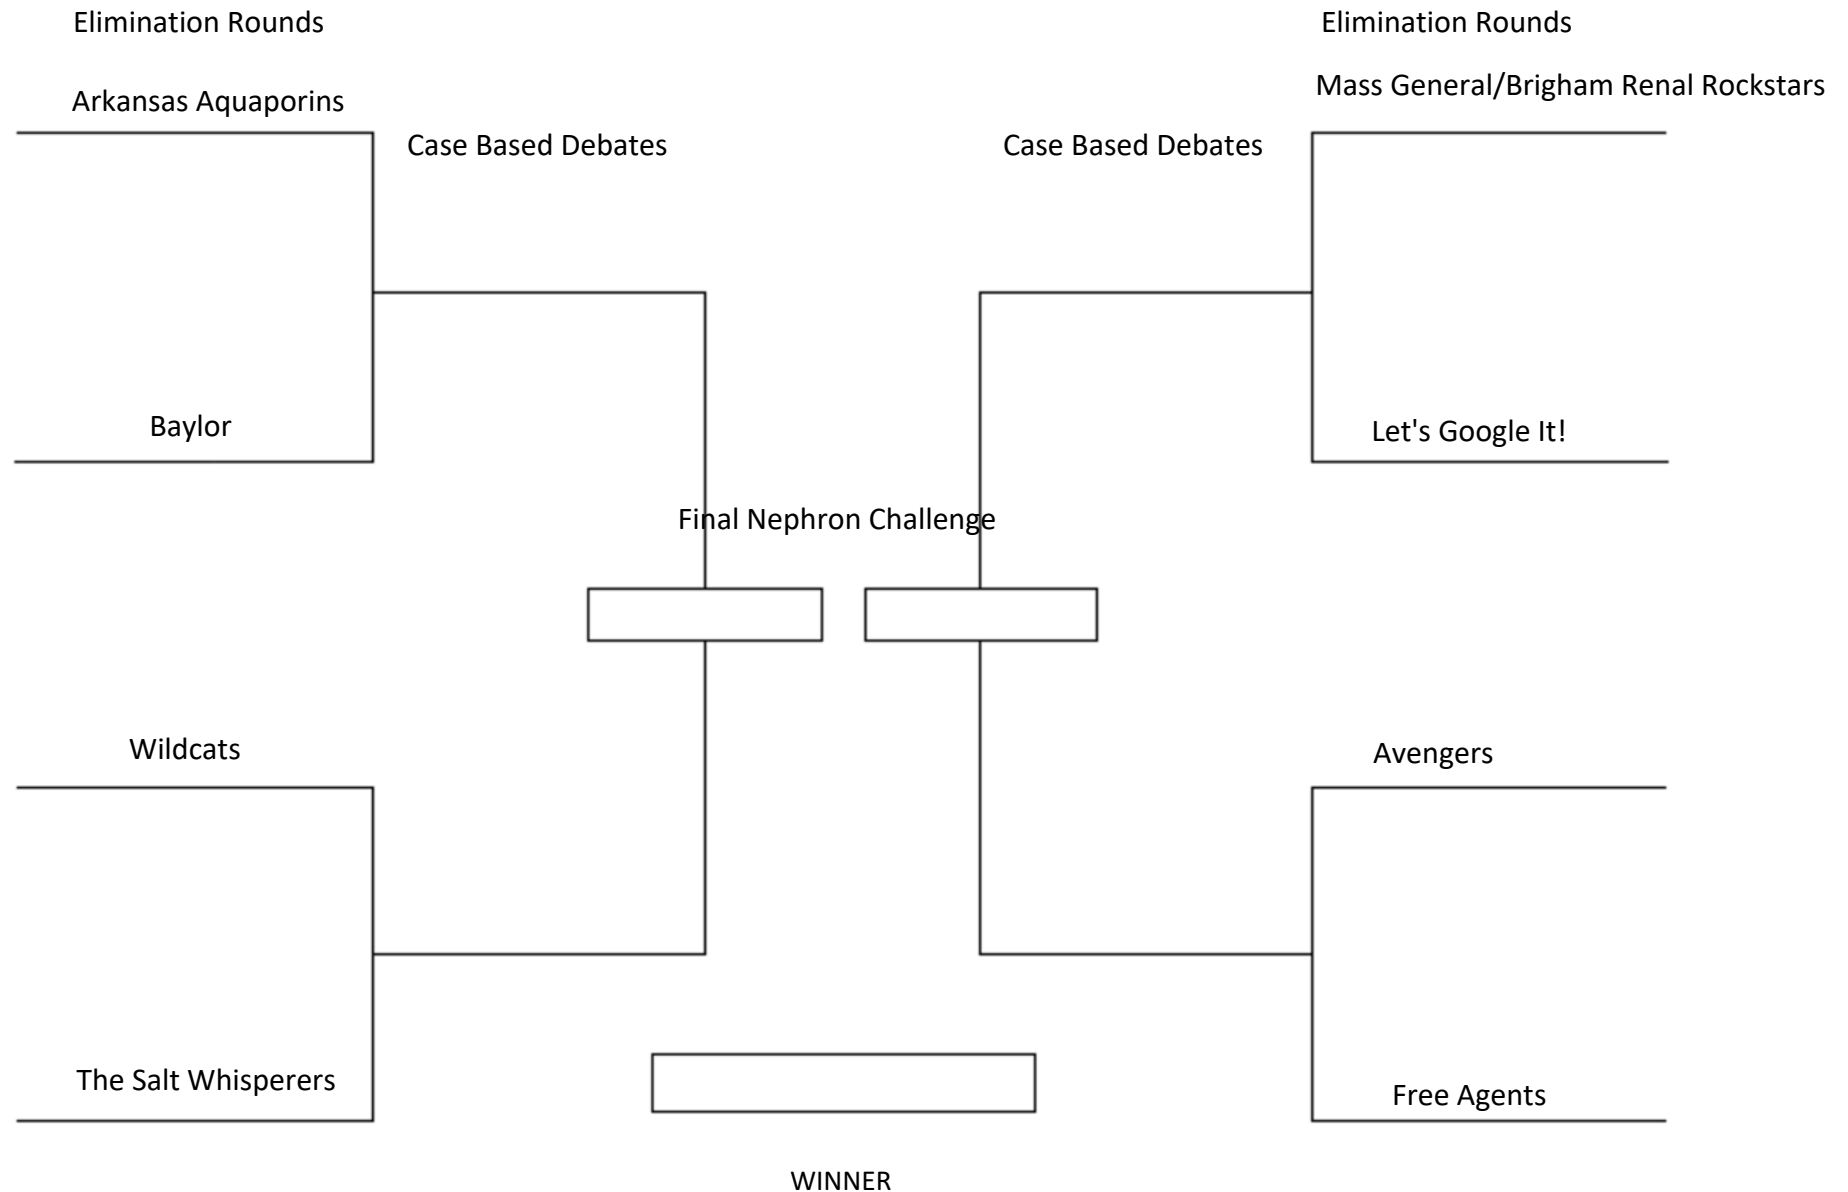 Elimination Rounds
Elimination Rounds
Arkansas Aquaporins
Mass General/Brigham Renal Rockstars
Case Based Debates
Case Based Debates
Baylor
Let's Google It!
Final Nephron Challenge
Wildcats
Avengers
The Salt Whisperers
Free Agents
WINNER